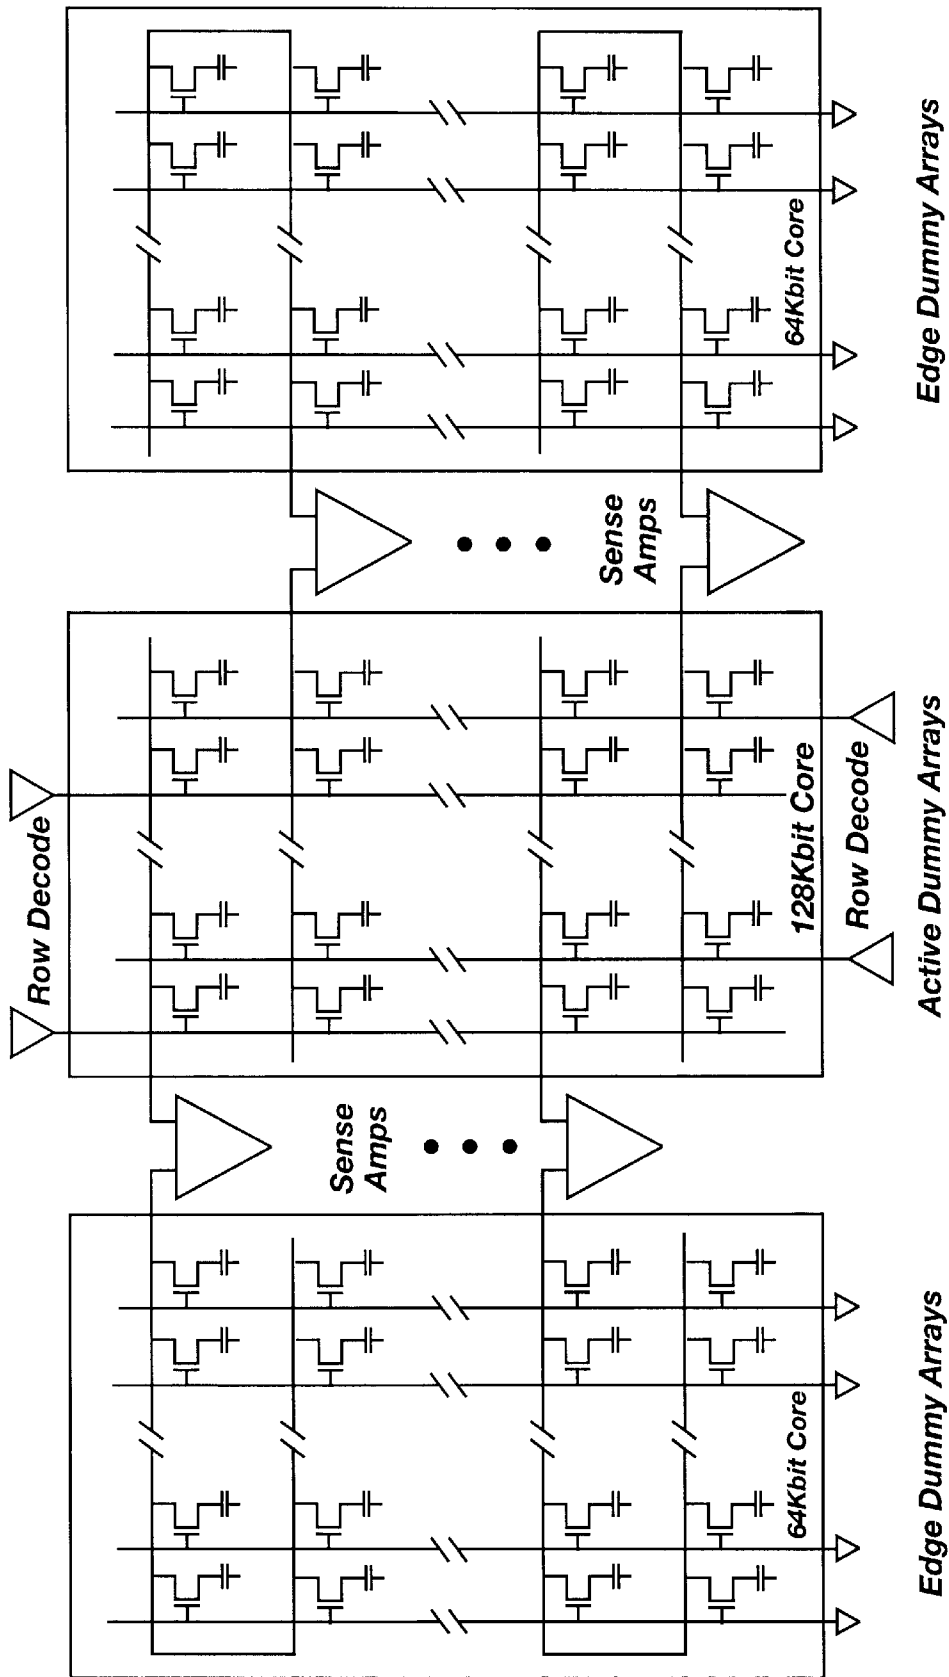 Edge Dummy Arrays
64Kbit Core
Sense
Amps
Row Decode
128Kbit Core
Row Decode
Active Dummy Arrays
Sense
Amps
64Kbit Core
Edge Dummy Arrays